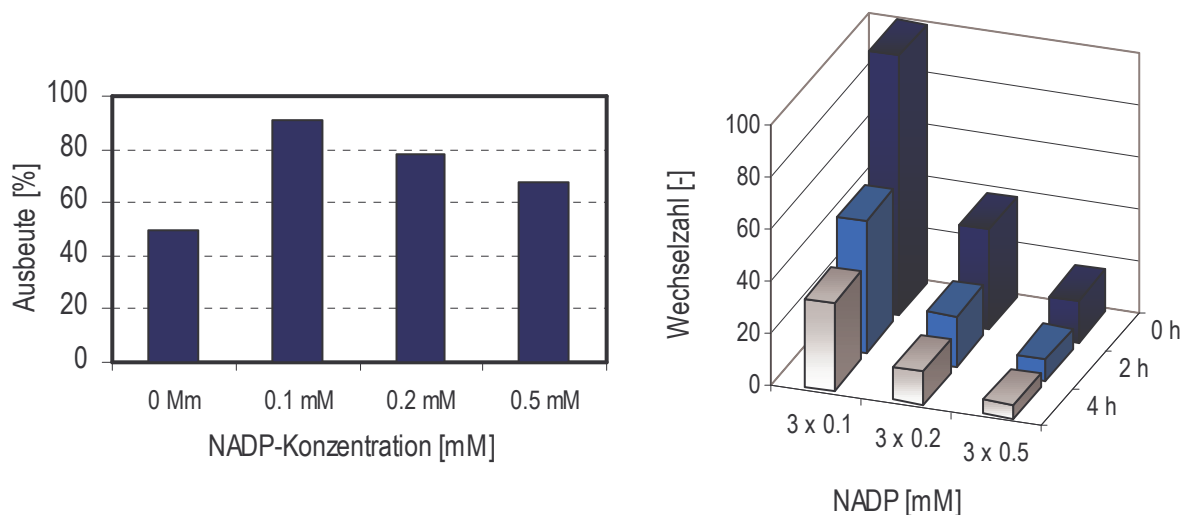 Ausbeute [%]
100
80
60
40
20
0
0 Mm 0.1 mM 0.2 mM 0.5 mM
NADP-Konzentration [mM]
Wechselzahl [-]
100
80
60
40
20
0
3 x 0.1
3 x 0.2
3 x 0.5
0 h
2 h
4 h
NADP [mM]